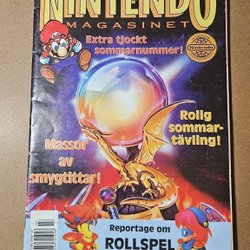 NINTENDO
MAGASINET
Extra tjockt
sommarnummer!
Rolig
sommar-
tävling!
Massor
av
smygtittar!
Reportage om
ROLLSPEL